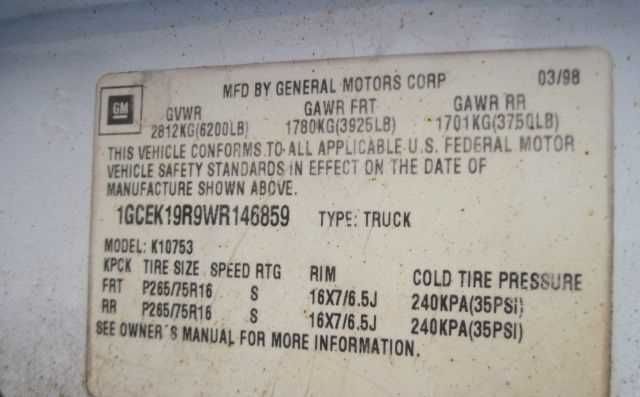 MFD BY GENERAL MOTORS CORP 03/98
GM
GVWR GAWR FRT GAWR RR
2812KG(6200LB) 1780KG(3925LB) 1701KG(3750LB)
THIS VEHICLE CONFORMS TO ALL APPLICABLE U.S. FEDERAL MOTOR
VEHICLE SAFETY STANDARDS IN EFFECT ON THE DATE OF
MANUFACTURE SHOWN ABOVE.
1GCEK19R9WR146859 TYPE: TRUCK
MODEL: K10753
KPCK TIRE SIZE SPEED RTG RIM COLD TIRE PRESSURE
FRT P265/75R16 S 16X7/6.5J 240KPA(35PSI)
RR P265/75R16 S 16X7/6.5J 240KPA(35PSI)
SEE OWNER'S MANUAL FOR MORE INFORMATION.